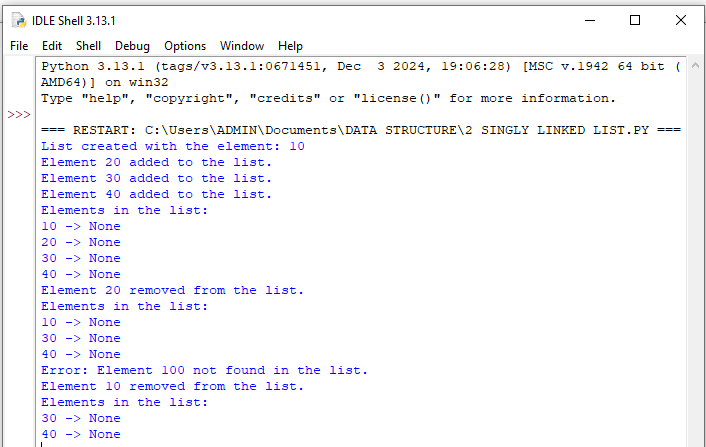 IDLE Shell 3.13.1
File Edit Shell Debug Options Window Help
Python 3.13.1 (tags/v3.13.1:0671451, Dec  3 2024, 19:06:28) [MSC v.1942 64 bit (
AMD64)] on win32
Type "help", "copyright", "credits" or "license()" for more information.
>>>
=== RESTART: C:\Users\ADMIN\Documents\DATA STRUCTURE\2 SINGLY LINKED LIST.PY ===
List created with the element: 10
Element 20 added to the list.
Element 30 added to the list.
Element 40 added to the list.
Elements in the list:
10 -> None
20 -> None
30 -> None
40 -> None
Element 20 removed from the list.
Elements in the list:
10 -> None
30 -> None
40 -> None
Error: Element 100 not found in the list.
Element 10 removed from the list.
Elements in the list:
30 -> None
40 -> None